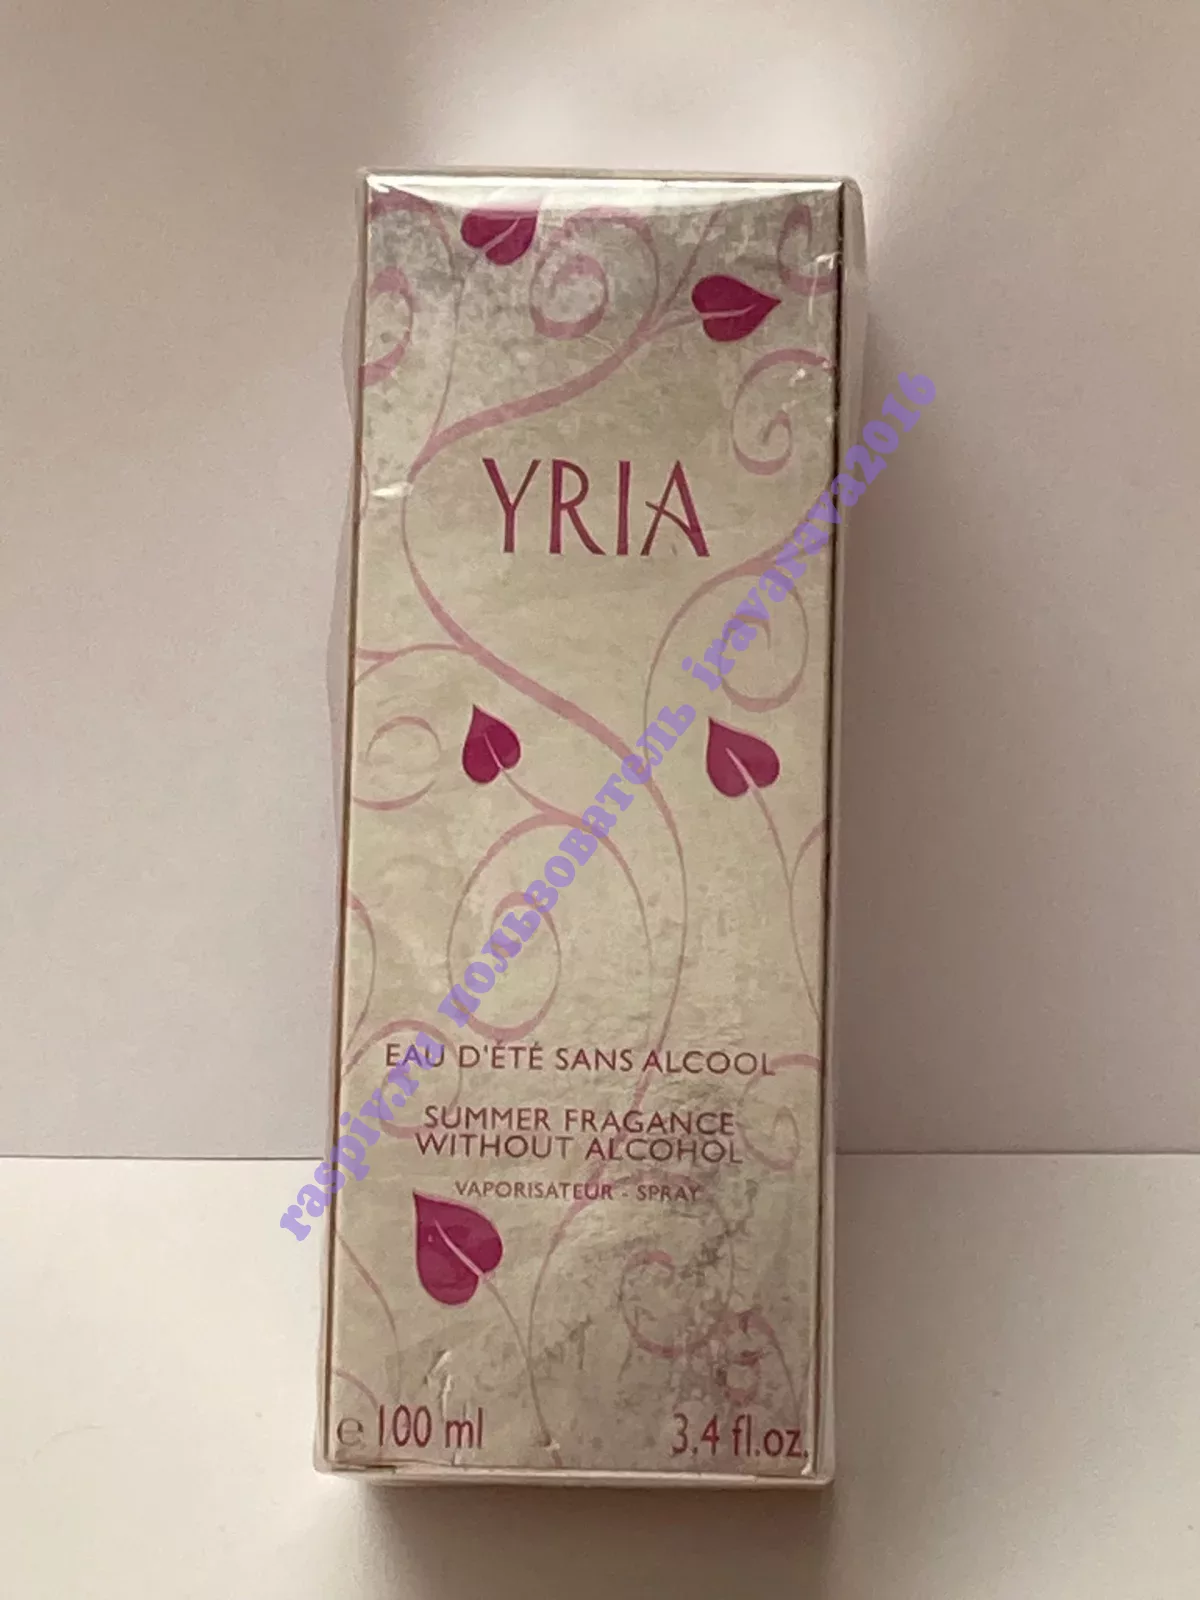 YRIA
raspiv.ru пользователь irayarava2016
EAU D'ÉTÉ SANS ALCOOL
SUMMER FRAGANCE
WITHOUT ALCOHOL
VAPORISATEUR - SPRAY
e 100 ml 3.4 fl.oz.